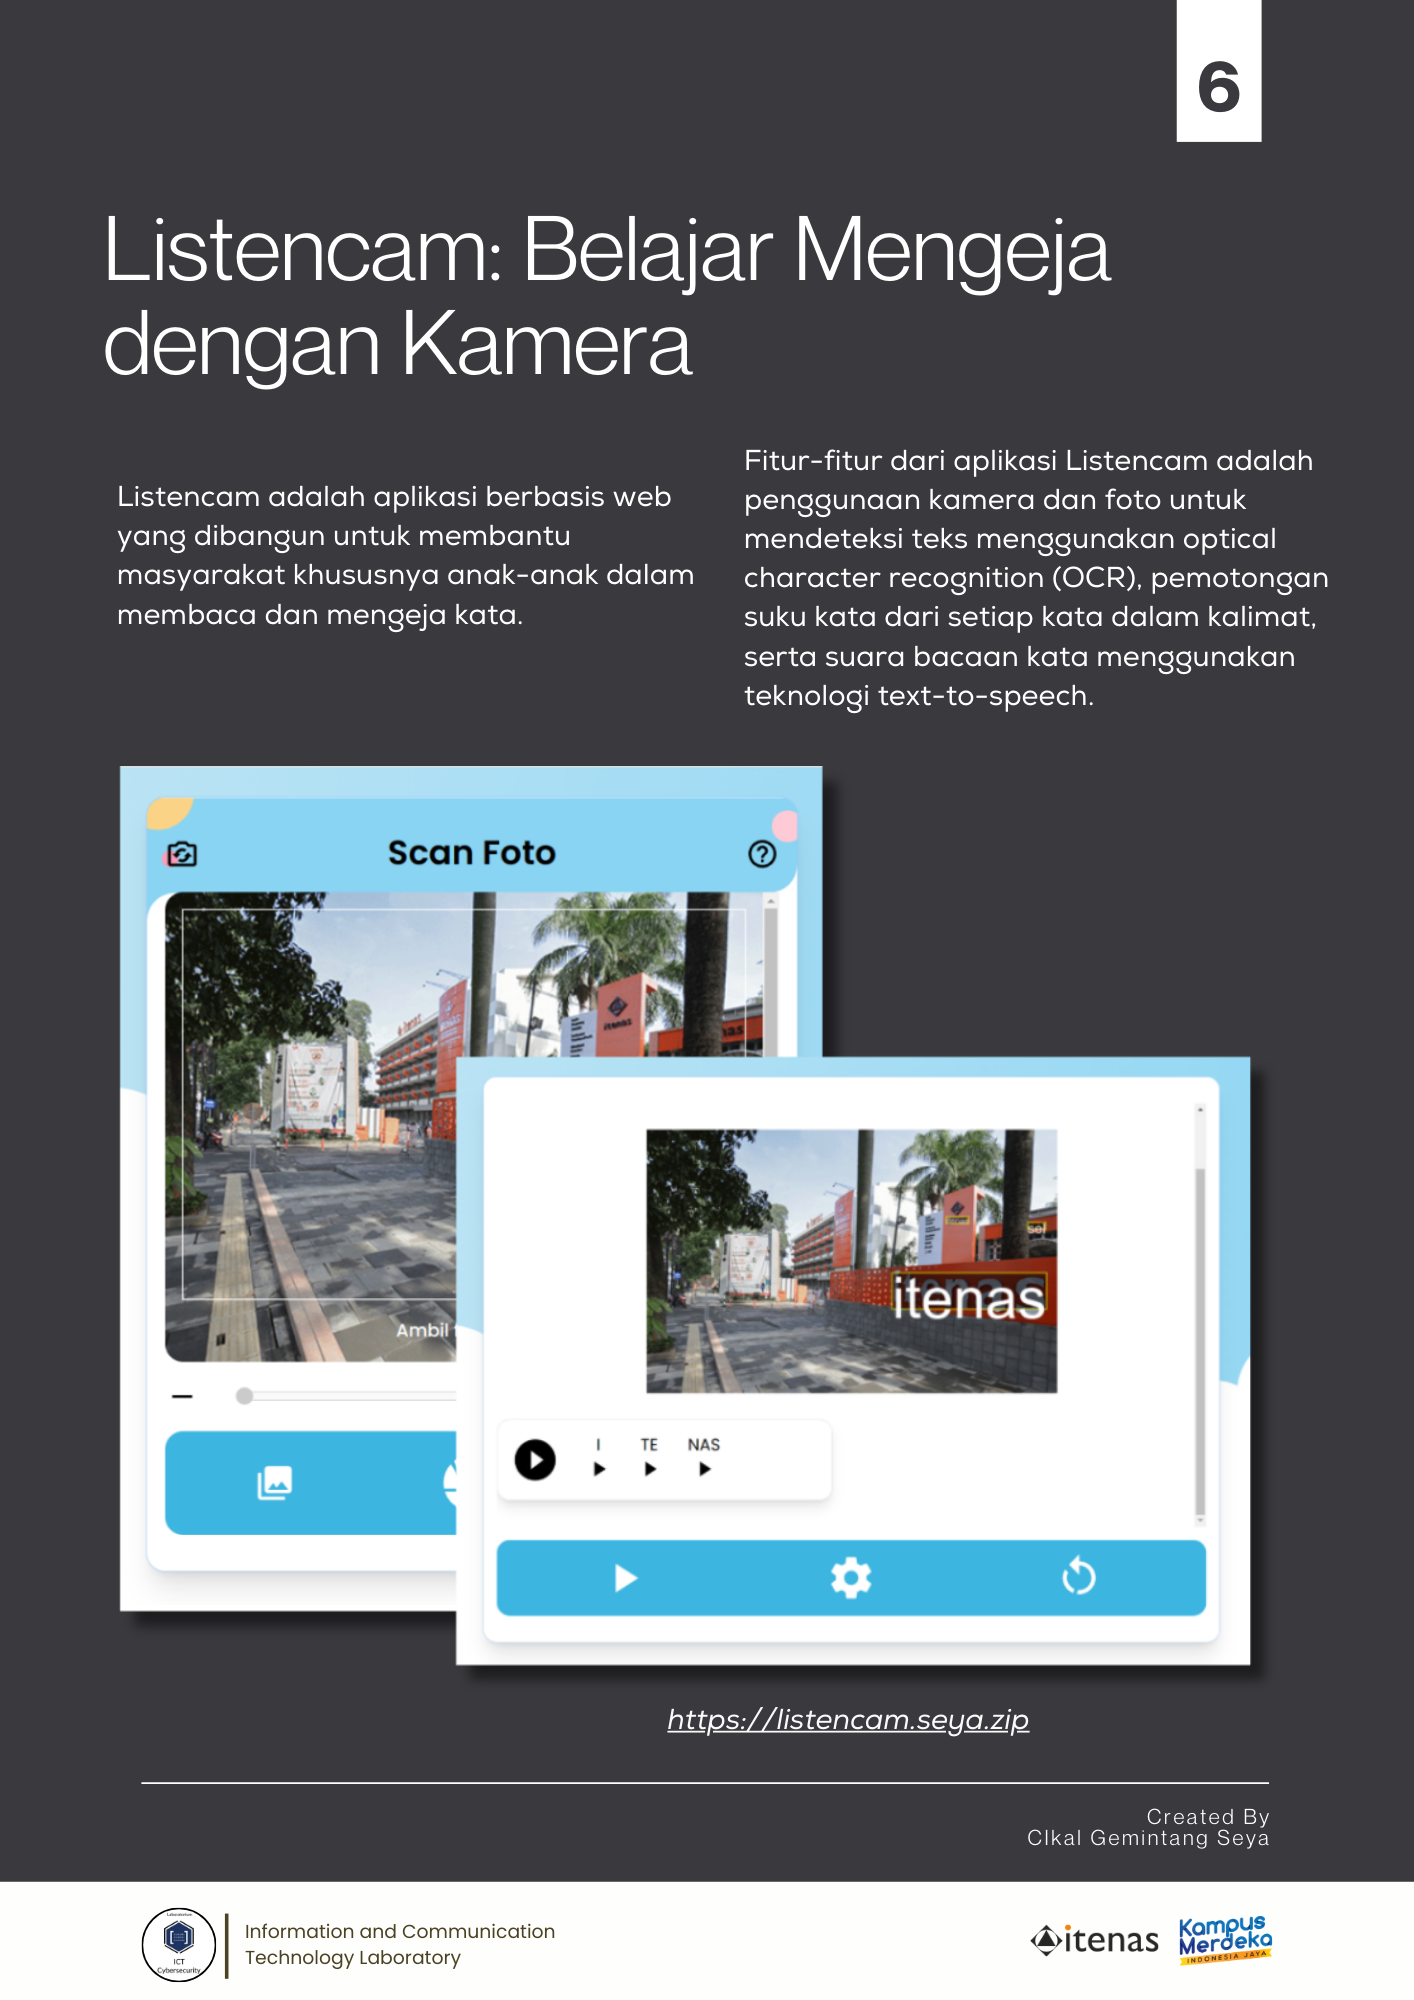 6
Listencam: Belajar Mengeja
dengan Kamera
Listencam adalah aplikasi berbasis web
yang dibangun untuk membantu
masyarakat khususnya anak-anak dalam
membaca dan mengeja kata.
Fitur-fitur dari aplikasi Listencam adalah
penggunaan kamera dan foto untuk
mendeteksi teks menggunakan optical
character recognition (OCR), pemotongan
suku kata dari setiap kata dalam kalimat,
serta suara bacaan kata menggunakan
teknologi text-to-speech.
Scan Foto
itenas
Ambil
itenas
I TE NAS
https://listencam.seya.zip
Created By
CIkal Gemintang Seya
ICT
Cybersecurity
Information and Communication
Technology Laboratory
itenas
Kampus
Merdeka
INDONESIA JAYA